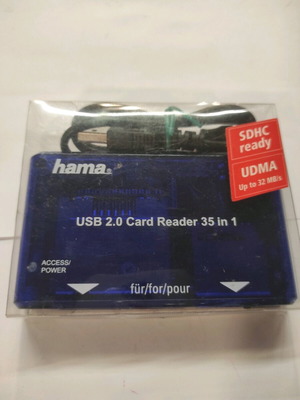 SDHC
ready
UDMA
Up to 32 MB/s
hama®
USB 2.0 Card Reader 35 in 1
ACCESS/
POWER
für/for/pour